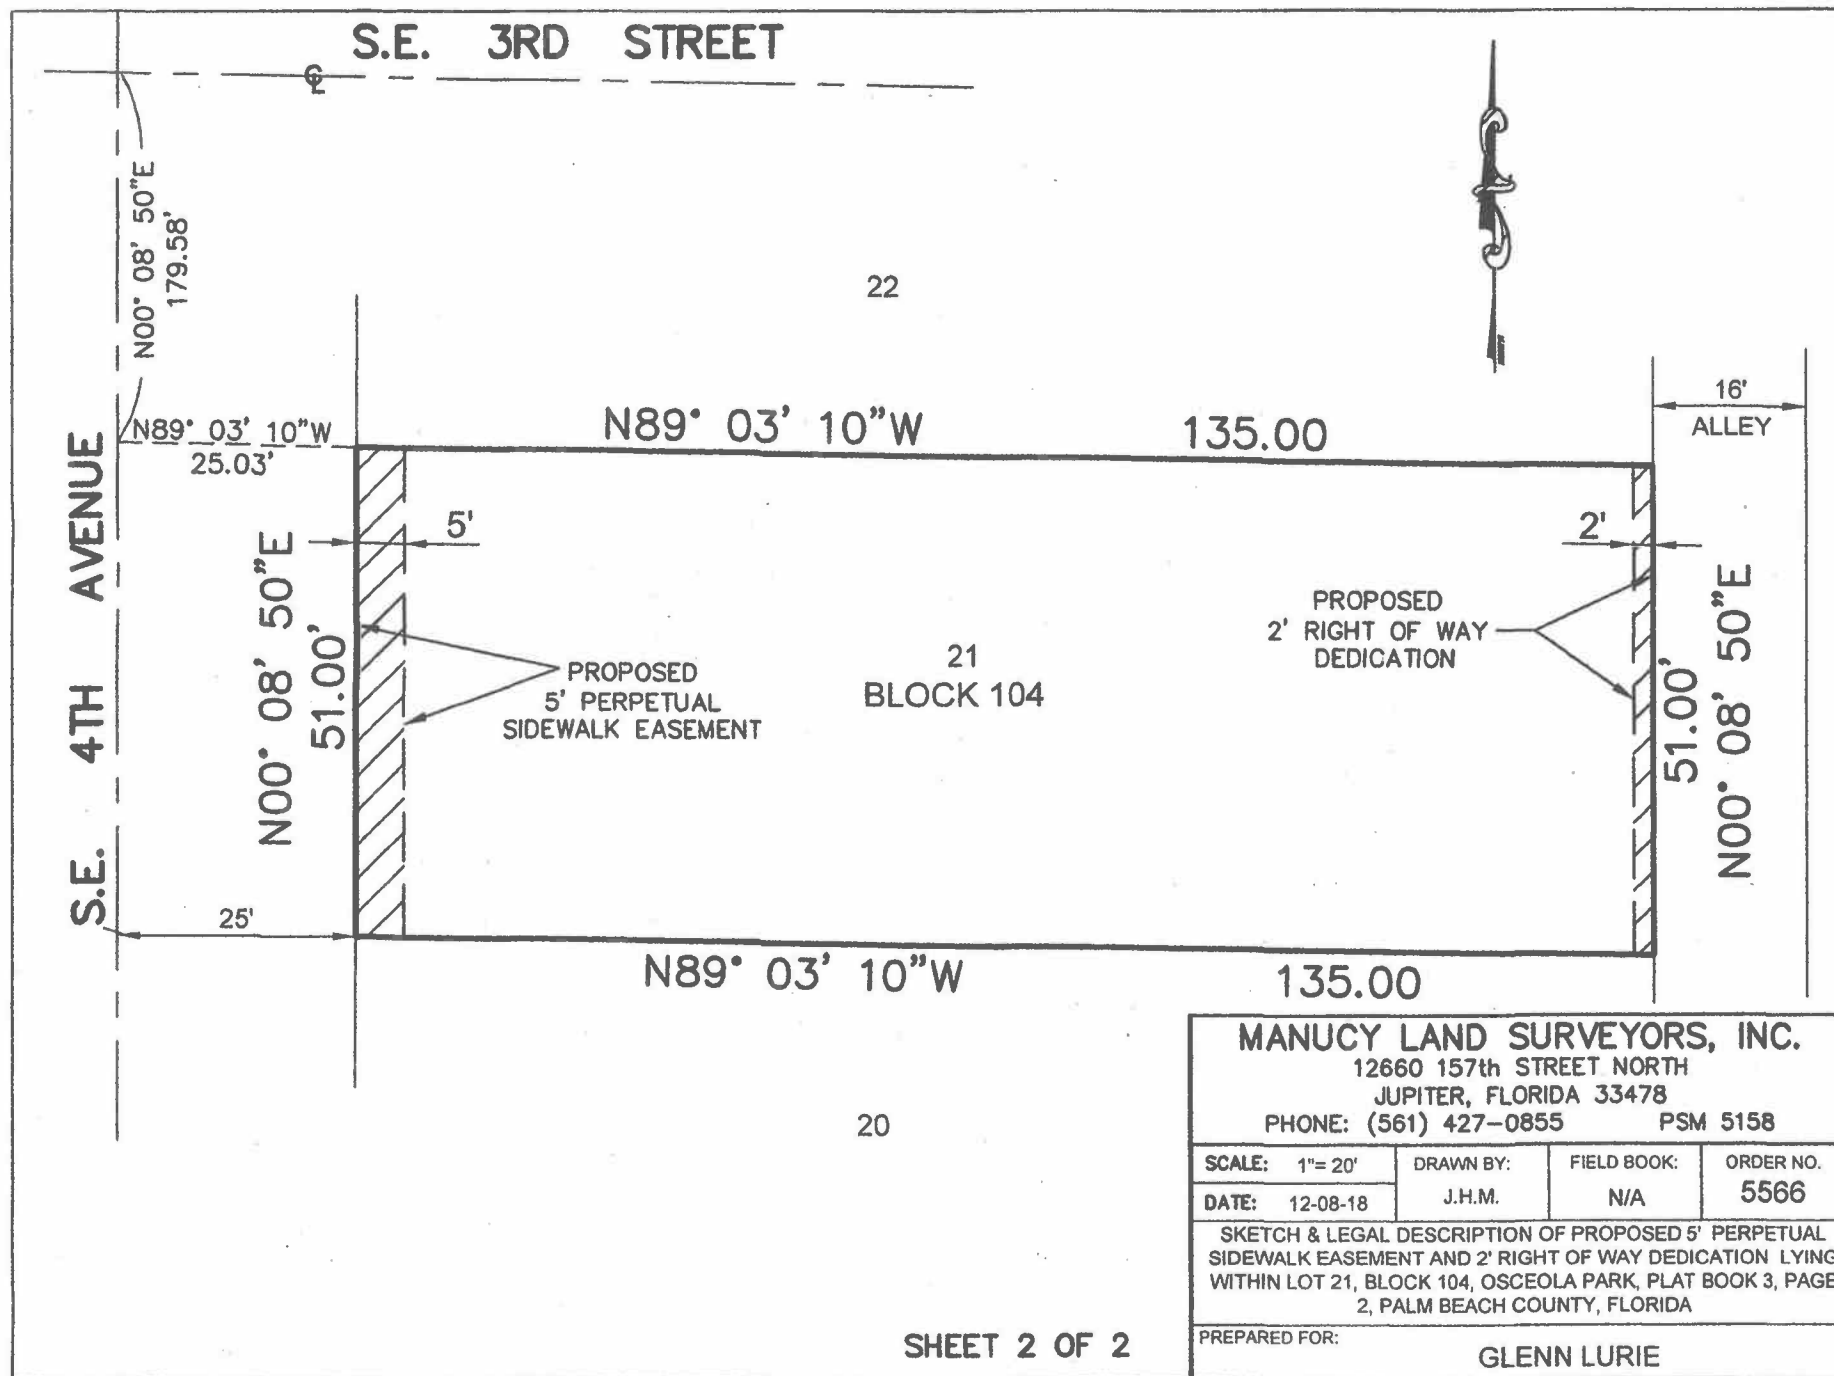 S.E. 3RD STREET
℄
N00° 08' 50"E
179.58'
22
N89° 03' 10"W
25.03'
N89° 03' 10"W 135.00
16'
ALLEY
S.E. 4TH AVENUE
5'
2'
N00° 08' 50"E
51.00'
PROPOSED
5' PERPETUAL
SIDEWALK EASEMENT
21
BLOCK 104
PROPOSED
2' RIGHT OF WAY
DEDICATION
51.00'
N00° 08' 50"E
25'
N89° 03' 10"W 135.00
20
MANUCY LAND SURVEYORS, INC.
12660 157th STREET NORTH
JUPITER, FLORIDA 33478
PHONE: (561) 427-0855 PSM 5158
SCALE: 1"= 20'
DATE: 12-08-18
DRAWN BY:
J.H.M.
FIELD BOOK:
N/A
ORDER NO.
5566
SKETCH & LEGAL DESCRIPTION OF PROPOSED 5' PERPETUAL
SIDEWALK EASEMENT AND 2' RIGHT OF WAY DEDICATION LYING
WITHIN LOT 21, BLOCK 104, OSCEOLA PARK, PLAT BOOK 3, PAGE
2, PALM BEACH COUNTY, FLORIDA
PREPARED FOR:
GLENN LURIE
SHEET 2 OF 2